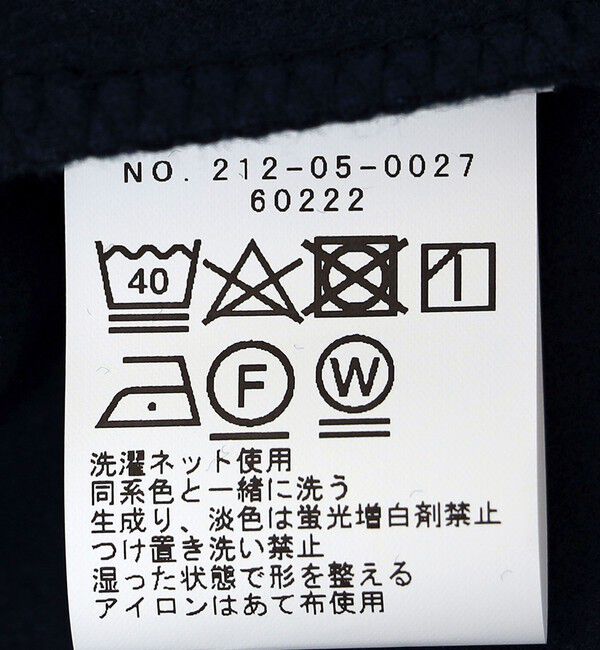 NO. 212-05-0027
60222
40
F W
洗濯ネット使用
同系色と一緒に洗う
生成り、淡色は蛍光増白剤禁止
つけ置き洗い禁止
湿った状態で形を整える
アイロンはあて布使用